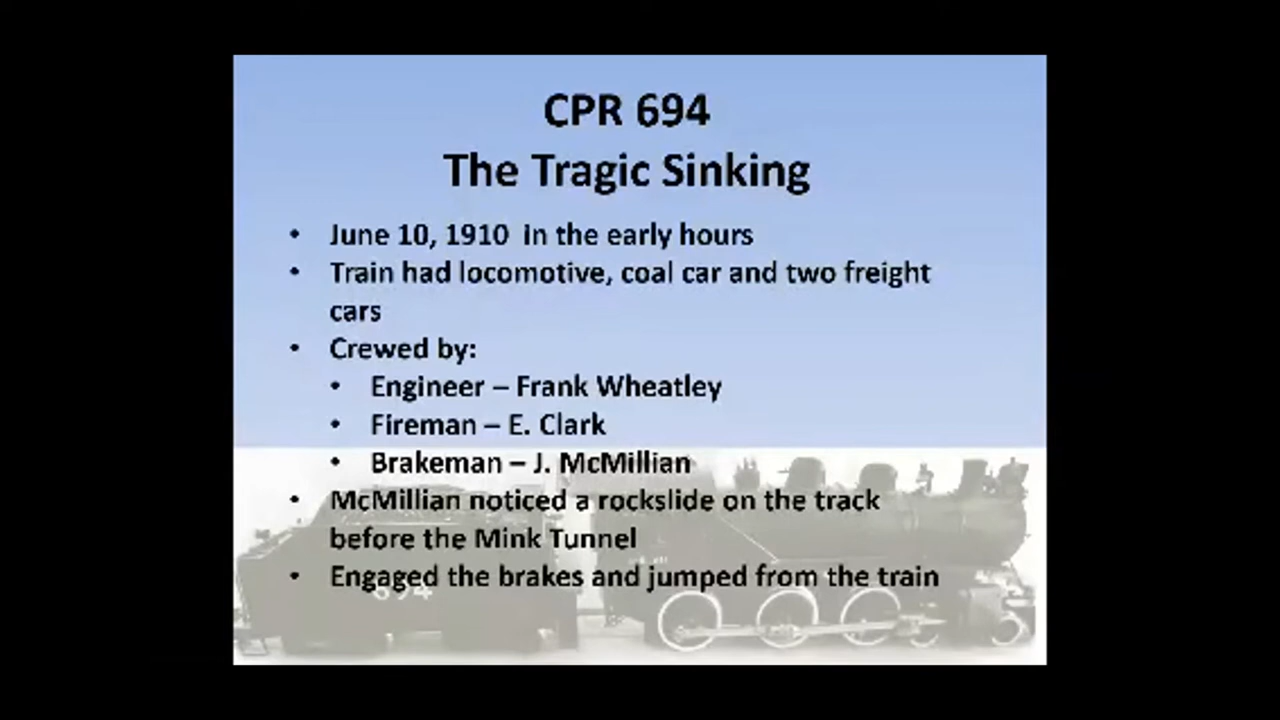 CPR 694
The Tragic Sinking
• June 10, 1910 in the early hours
• Train had locomotive, coal car and two freight
cars
• Crewed by:
• Engineer – Frank Wheatley
• Fireman – E. Clark
• Brakeman – J. McMillian
• McMillian noticed a rockslide on the track
before the Mink Tunnel
• Engaged the brakes and jumped from the train
694